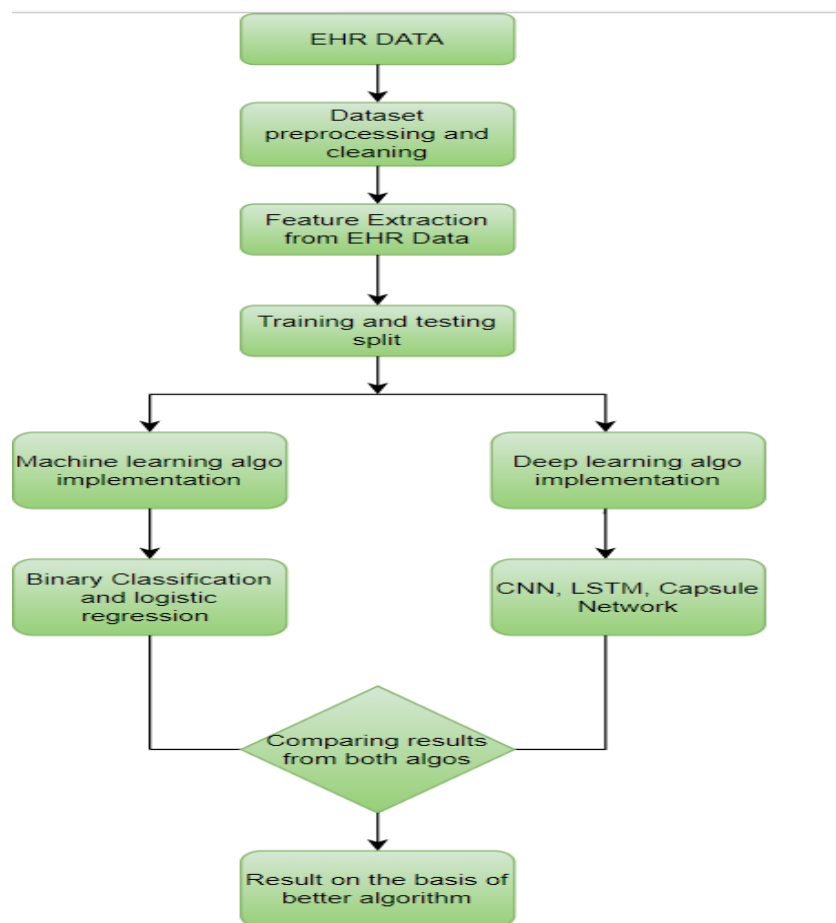 EHR DATA
Dataset
preprocessing and
cleaning
Feature Extraction
from EHR Data
Training and testing
split
Machine learning algo
implementation
Deep learning algo
implementation
Binary Classification
and logistic
regression
CNN, LSTM, Capsule
Network
Comparing results
from both algos
Result on the basis of
better algorithm